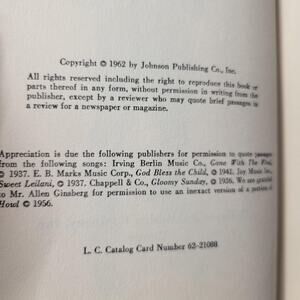 Copyright © 1962 by Johnson Publishing Co., Inc.
All rights reserved including the right to reproduce this book or
parts thereof in any form, without permission in writing from the
publisher, except by a reviewer who may quote brief passages in
a review for a newspaper or magazine.
Appreciation is due the following publishers for permission to quote passages
from the following songs: Irving Berlin Music Co., Gone With The Wind,
© 1937. E. B. Marks Music Corp., God Bless the Child, © 1941. Joy Music Inc.,
Sweet Leilani, © 1937. Chappell & Co., Gloomy Sunday, © 1936. We are grateful
to Mr. Allen Ginsberg for permission to use an inexact version of a portion of
Howl © 1956.
L. C. Catalog Card Number 62-21088